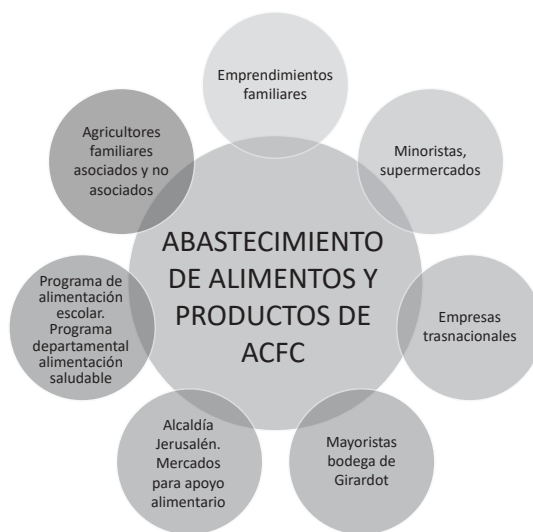 Emprendimientos
familiares
Agricultores
familiares
asociados y no
asociados
Minoristas,
supermercados
ABASTECIMIENTO
DE ALIMENTOS Y
PRODUCTOS DE
ACFC
Programa de
alimentación
escolar.
Programa
departamental
alimentación
saludable
Empresas
trasnacionales
Alcaldía
Jerusalén.
Mercados
para apoyo
alimentario
Mayoristas
bodega de
Girardot